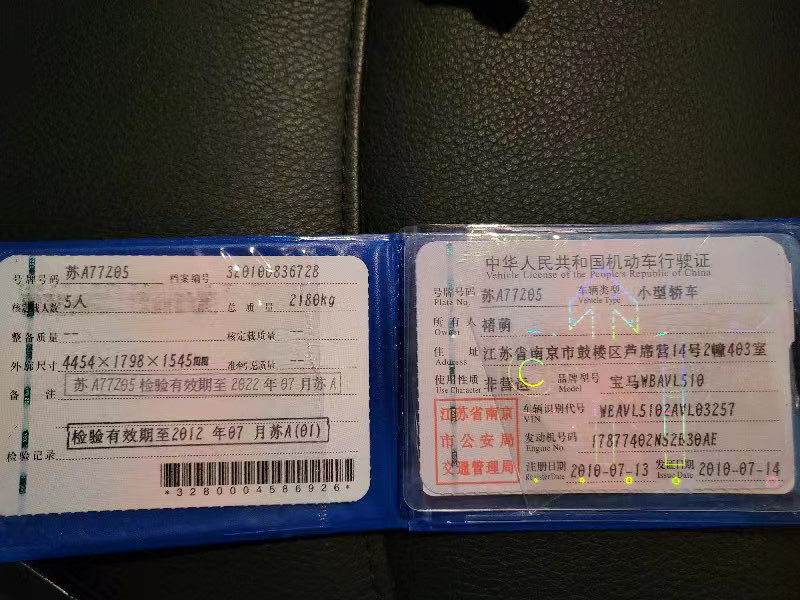 号牌号码 苏A77Z05 档案编号 320100836728
核定载人数 5人 总质量 2180kg
整备质量 -- 核定载质量 --
外廓尺寸 4454×1798×1545mm 准牵引总质量 --
备注 苏A77Z05 检验有效期至 2022 年 07 月 苏A
检验有效期至2012 年07 月苏A(01)
检验记录
*3280004586926*
中华人民共和国机动车行驶证
Vehicle License of the People's Republic of China
号牌号码 苏A77Z05 车辆类型 小型轿车
Plate No. Vehicle Type
所有人 褚萌
Owner
住址 江苏省南京市鼓楼区芦席营14号2幢403室
Address
使用性质 非营运 品牌型号 宝马WBAVL510
Use Character Model
江苏省南京市公安局交通管理局
车辆识别代号 WBAVL5102AVL03257
VIN
发动机号码 17877402N52B30AE
Engine No.
注册日期 2010-07-13 发证日期 2010-07-14
Register Date Issue Date